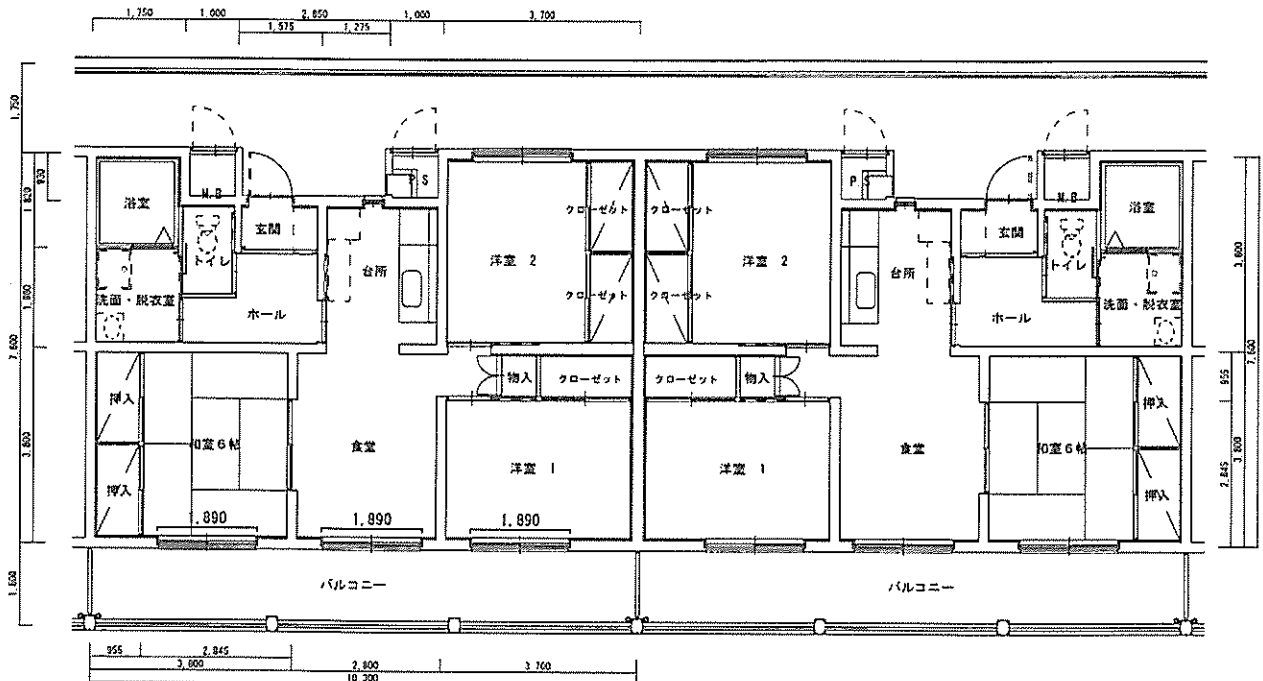 1,750 1,000 2,850 1,000 3,700
1,575 1,275
1,750
930
1,820
7,600
3,800
1,800
浴室
M.B
トイレ
玄関
台所
P S
洋室 2
クローゼット
クローゼット
洗面・脱衣室
ホール
押入
押入
和室6帖
食堂
物入
クローゼット
洋室 1
1,890
1,890
1,890
バルコニー
クローゼット
クローゼット
洋室 2
P S
台所
玄関
M.B
トイレ
浴室
ホール
洗面・脱衣室
クローゼット
物入
洋室 1
食堂
和室6帖
押入
押入
バルコニー
955
2,845
3,800
955 2,845
2,800 3,700